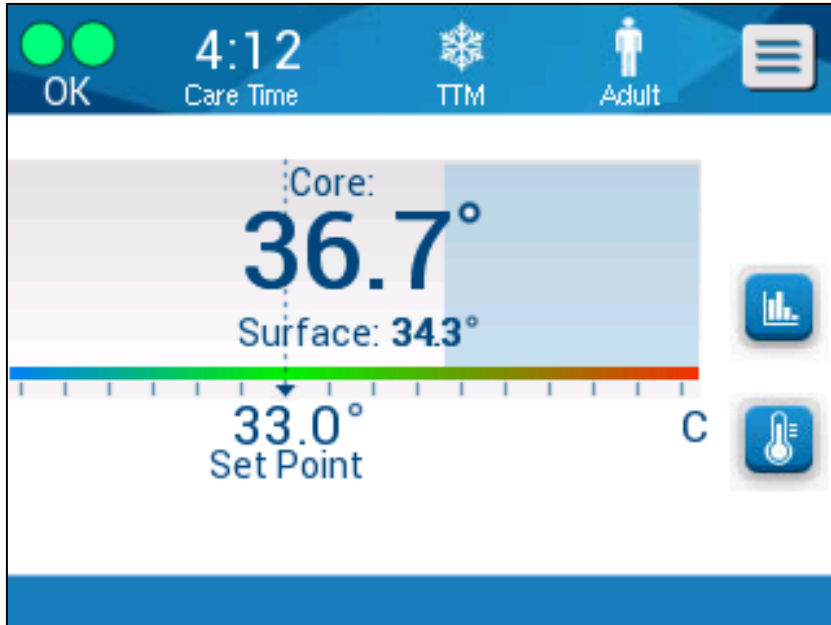 4:12
OK Care Time TTM Adult
Core:
36.7°
Surface: 34.3°
33.0° C
Set Point